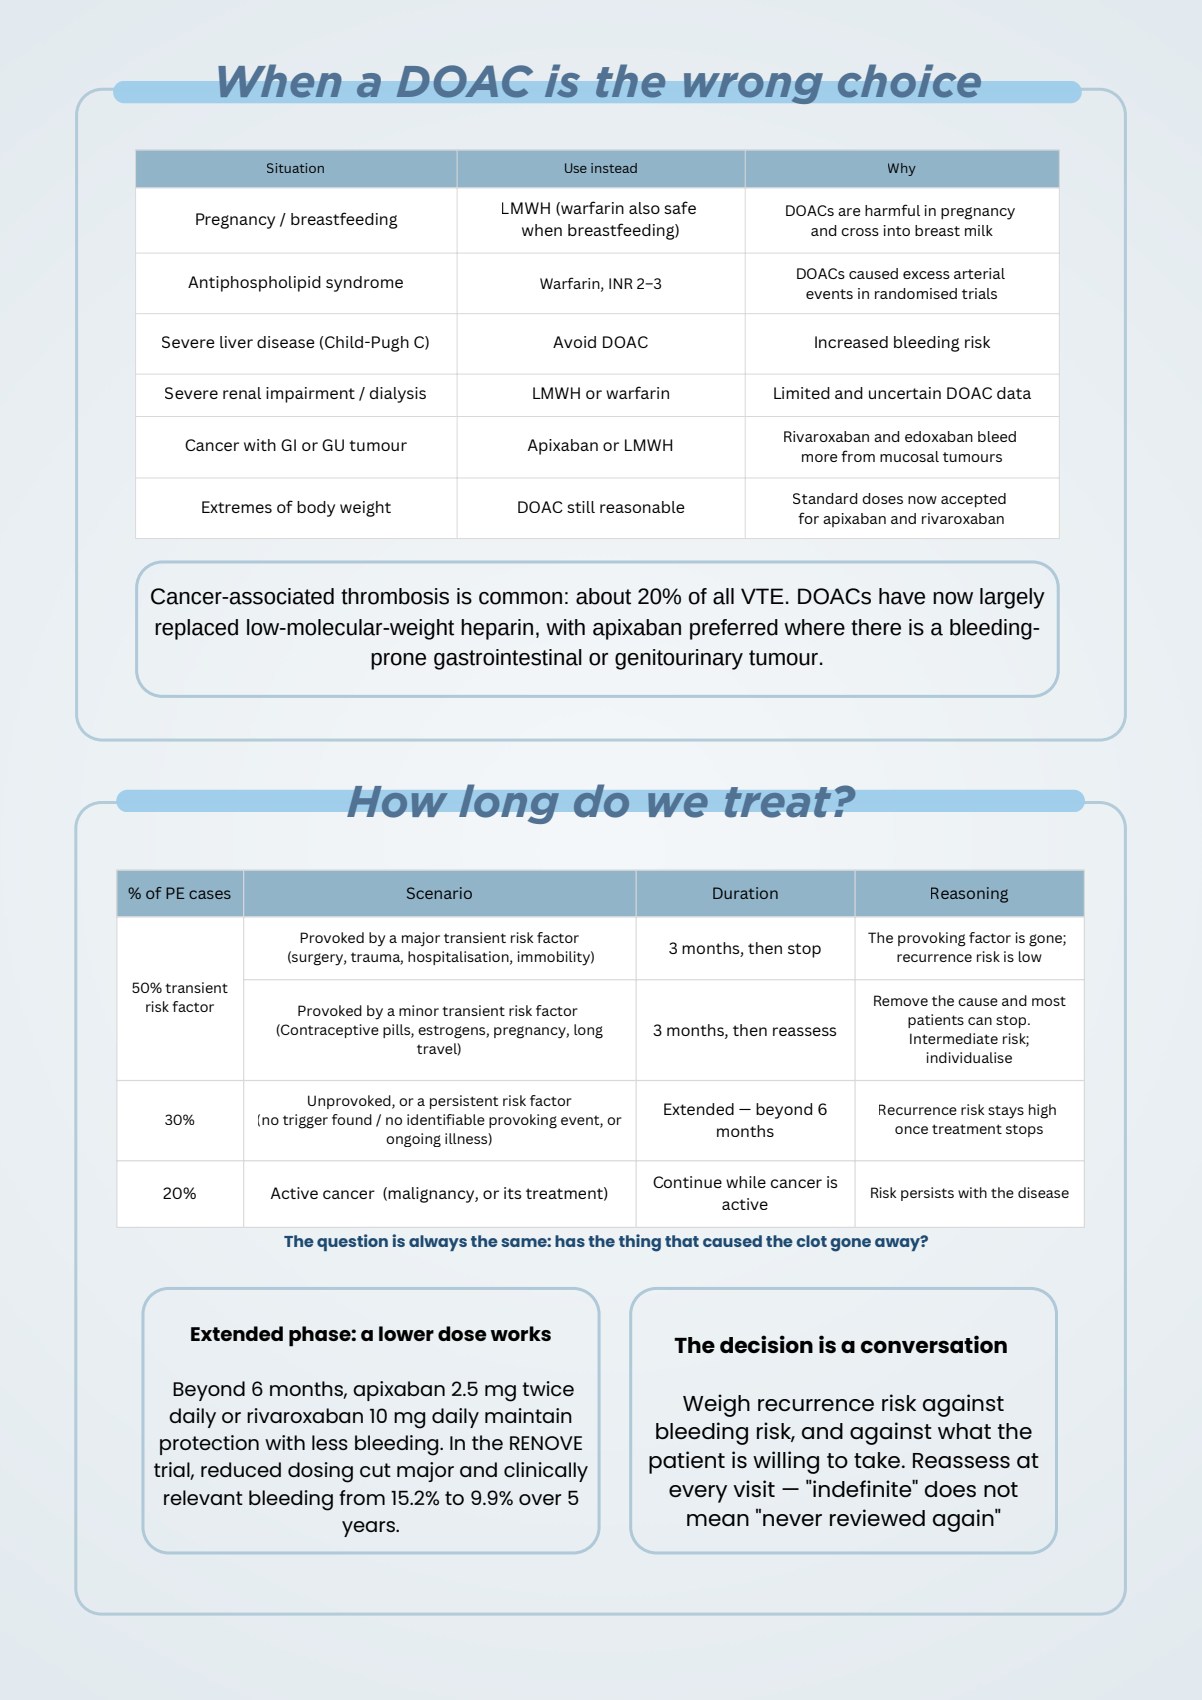 When a DOAC is the wrong choice
Situation
Use instead
Why
Pregnancy / breastfeeding
LMWH (warfarin also safe
when breastfeeding)
DOACs are harmful in pregnancy
and cross into breast milk
Antiphospholipid syndrome
Warfarin, INR 2–3
DOACs caused excess arterial
events in randomised trials
Severe liver disease (Child-Pugh C)
Avoid DOAC
Increased bleeding risk
Severe renal impairment / dialysis
LMWH or warfarin
Limited and uncertain DOAC data
Cancer with GI or GU tumour
Apixaban or LMWH
Rivaroxaban and edoxaban bleed
more from mucosal tumours
Extremes of body weight
DOAC still reasonable
Standard doses now accepted
for apixaban and rivaroxaban
Cancer-associated thrombosis is common: about 20% of all VTE. DOACs have now largely
replaced low-molecular-weight heparin, with apixaban preferred where there is a bleeding-
prone gastrointestinal or genitourinary tumour.
How long do we treat?
% of PE cases
Scenario
Duration
Reasoning
50% transient
risk factor
Provoked by a major transient risk factor
(surgery, trauma, hospitalisation, immobility)
3 months, then stop
The provoking factor is gone;
recurrence risk is low
Provoked by a minor transient risk factor
(Contraceptive pills, estrogens, pregnancy, long
travel)
3 months, then reassess
Remove the cause and most
patients can stop.
Intermediate risk;
individualise
30%
Unprovoked, or a persistent risk factor
(no trigger found / no identifiable provoking event, or
ongoing illness)
Extended — beyond 6
months
Recurrence risk stays high
once treatment stops
20%
Active cancer (malignancy, or its treatment)
Continue while cancer is
active
Risk persists with the disease
The question is always the same: has the thing that caused the clot gone away?
Extended phase: a lower dose works
Beyond 6 months, apixaban 2.5 mg twice
daily or rivaroxaban 10 mg daily maintain
protection with less bleeding. In the RENOVE
trial, reduced dosing cut major and clinically
relevant bleeding from 15.2% to 9.9% over 5
years.
The decision is a conversation
Weigh recurrence risk against
bleeding risk, and against what the
patient is willing to take. Reassess at
every visit — "indefinite" does not
mean "never reviewed again"